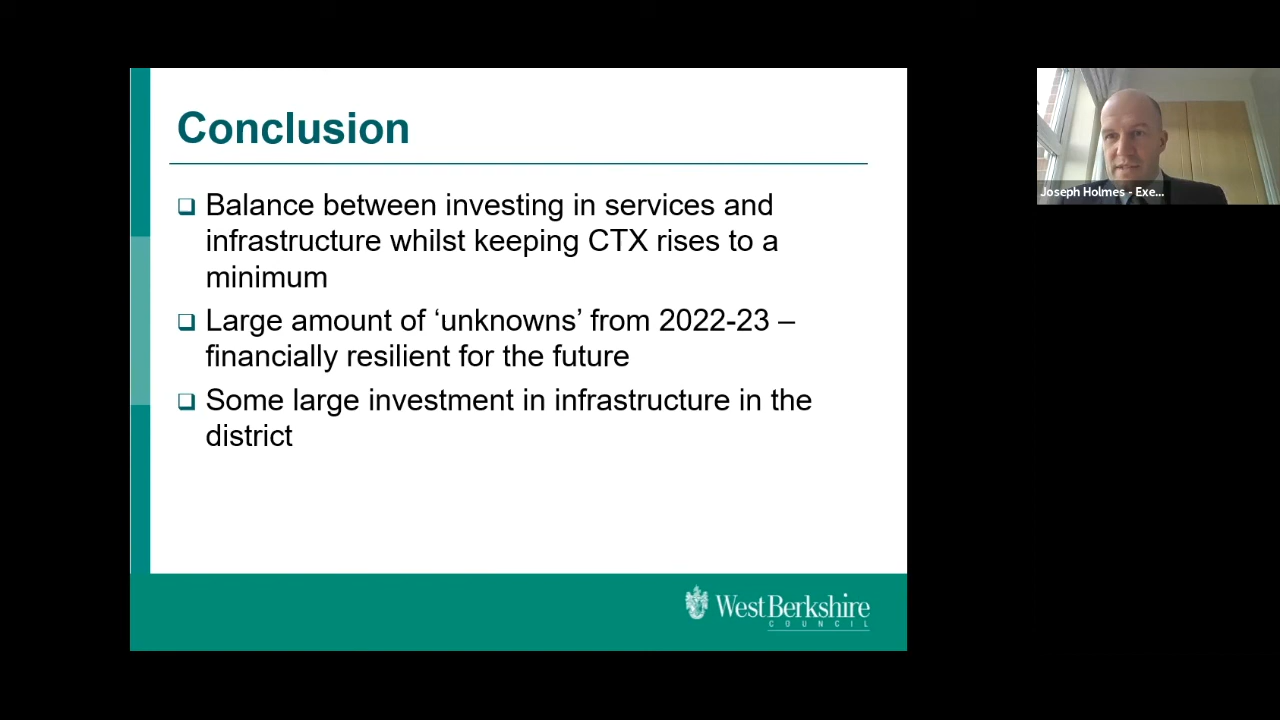 Conclusion
Balance between investing in services and
infrastructure whilst keeping CTX rises to a
minimum
Large amount of ‘unknowns’ from 2022-23 –
financially resilient for the future
Some large investment in infrastructure in the
district
West Berkshire
COUNCIL
Joseph Holmes - Exe...